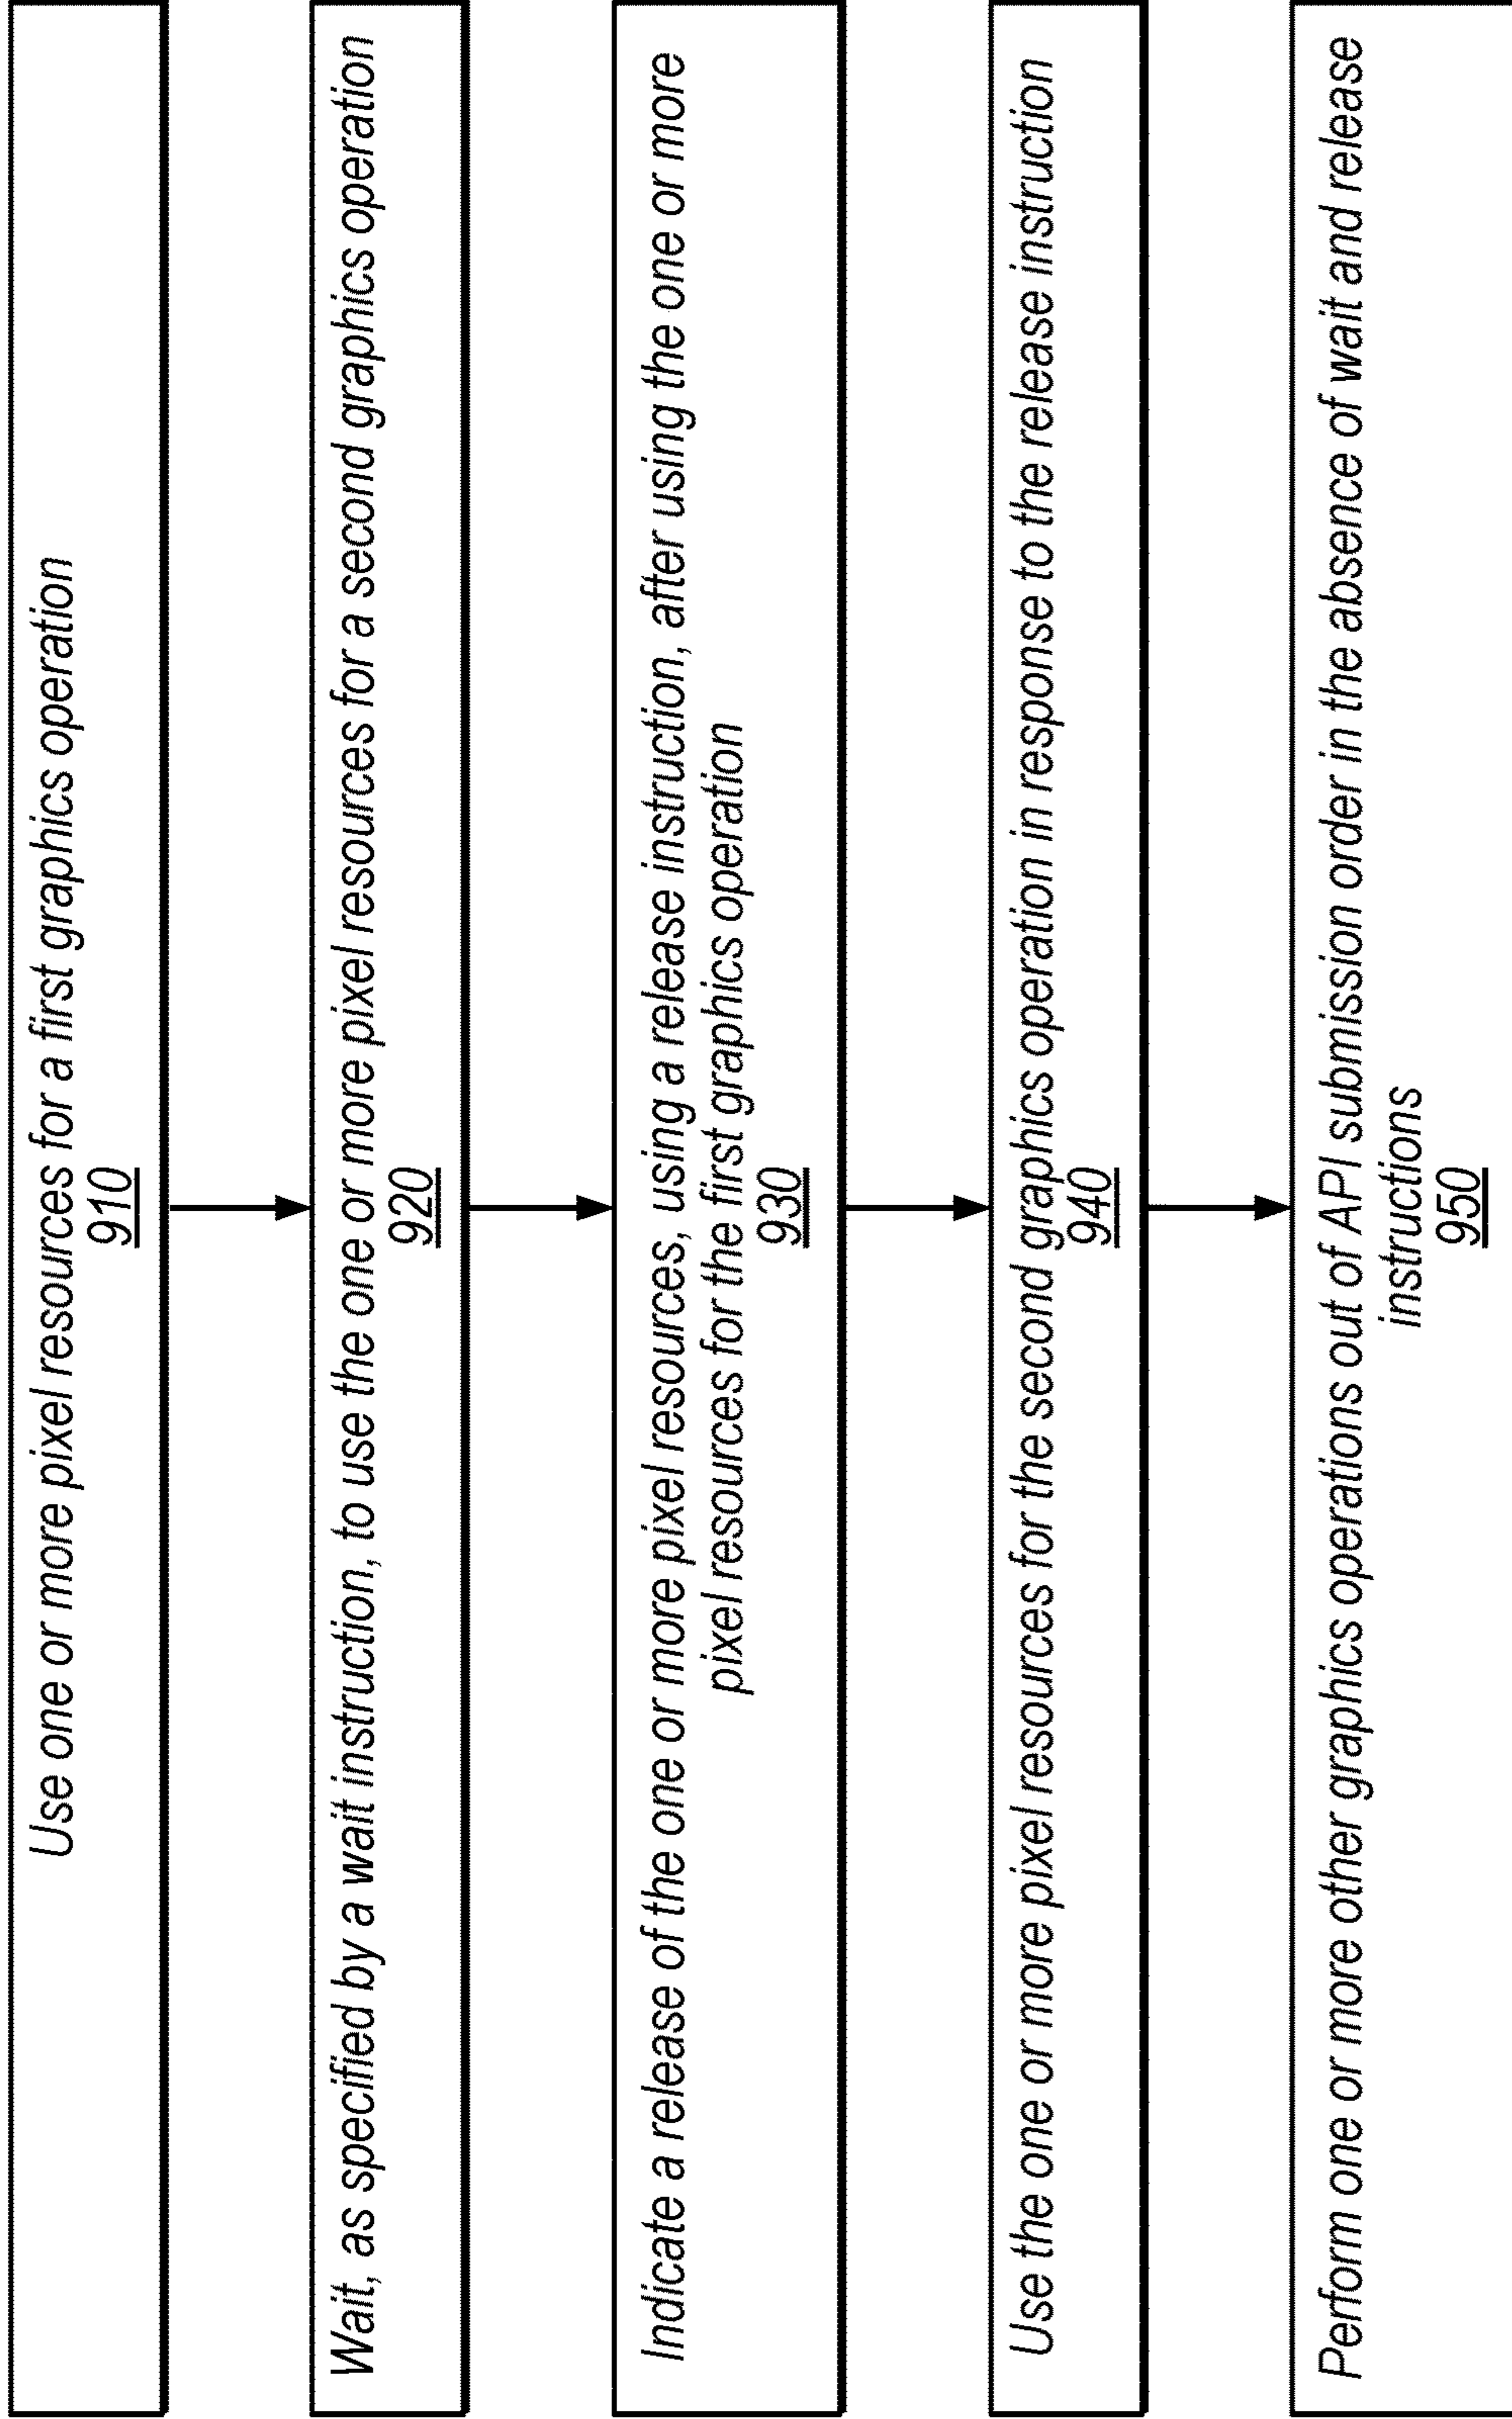 Use one or more pixel resources for a first graphics operation
910
Wait, as specified by a wait instruction, to use the one or more pixel resources for a second graphics operation
920
Indicate a release of the one or more pixel resources, using a release instruction, after using the one or more
pixel resources for the first graphics operation
930
Use the one or more pixel resources for the second graphics operation in response to the release instruction
940
Perform one or more other graphics operations out of API submission order in the absence of wait and release
instructions
950